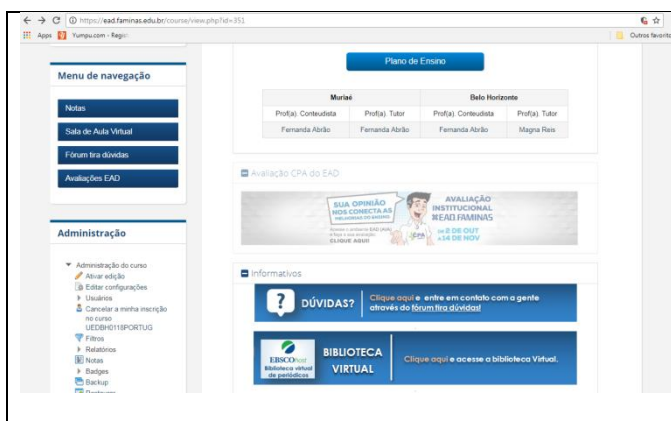 https://ead.faminas.edu.br/course/view.php?id=351
Apps Yumpu.com - Regist Outros favorito
Menu de navegação
Notas
Sala de Aula Virtual
Fórum tira dúvidas
Avaliações EAD
Administração
Administração do curso
Ativar edição
Editar configurações
Usuários
Cancelar a minha inscrição
no curso
UEDBH0118PORTUG
Filtros
Relatórios
Notas
Badges
Backup
Plano de Ensino
Muriaé Belo Horizonte
Prof(a). Conteudista Prof(a). Tutor Prof(a). Conteudista Prof(a). Tutor
Fernanda Abrão Fernanda Abrão Fernanda Abrão Magna Reis
Avaliação CPA do EAD
SUA OPINIÃO
NOS CONECTA AS
MELHORIAS DO ENSINO
CLIQUE AQUI
CPA
AVALIAÇÃO
INSTITUCIONAL
#EAD FAMINAS
DE 2 DE OUT
A 14 DE NOV
Informativos
? DÚVIDAS? Clique aqui e entre em contato com a gente
através do fórum tira dúvidas!
EBSCOhost
Biblioteca virtual
de periódicos
BIBLIOTECA
VIRTUAL
Clique aqui e acesse a biblioteca Virtual.